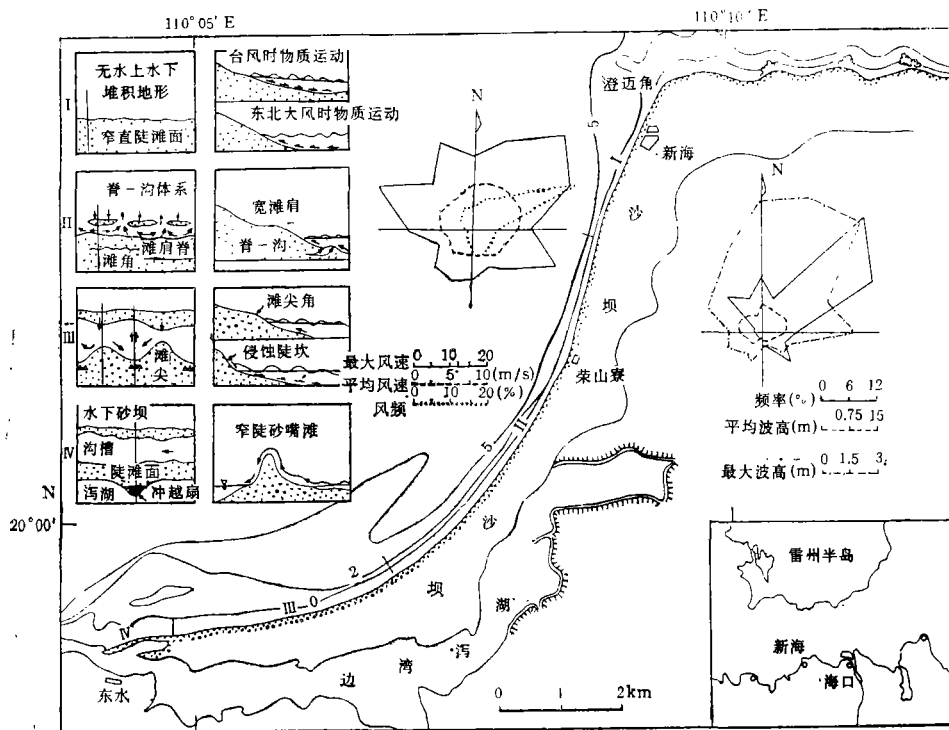 110°05′E
110°10′E
I
无水上水下
堆积地形
窄直陡滩面
台风时物质运动
东北大风时物质运动
II
脊-沟体系
滩肩脊
滩角
宽滩肩
脊-沟
III
滩
尖
滩尖角
侵蚀陡坎
IV
水下砂坝
沟槽
陡滩面
泻湖
冲越扇
窄陡砂嘴滩
N
N
最大风速
0 10 20
平均风速
0 5 10(m/s)
风频
0 10 20(%)
澄迈角
新海
沙
坝
荣山寮
沙
坝
湖
泻
湾
边
东水
5
I
5
II
2
III-0
IV
频率(%)
0 6 12
平均波高(m)
0.75 15
最大波高(m)
0 1.5 3
N
20°00′
0 1 2km
雷州半岛
新海
海口